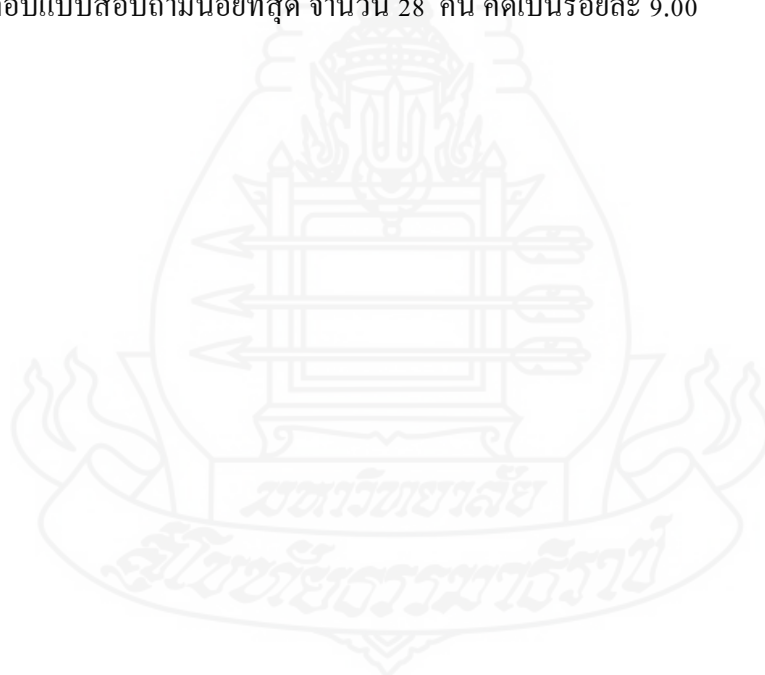 อบแบบสอบถามน้อยที่สุด จำนวน 28 คน คิดเป็นร้อยละ 9.00
มหาวิทยาลัย
สุโขทัยธรรมาธิราช